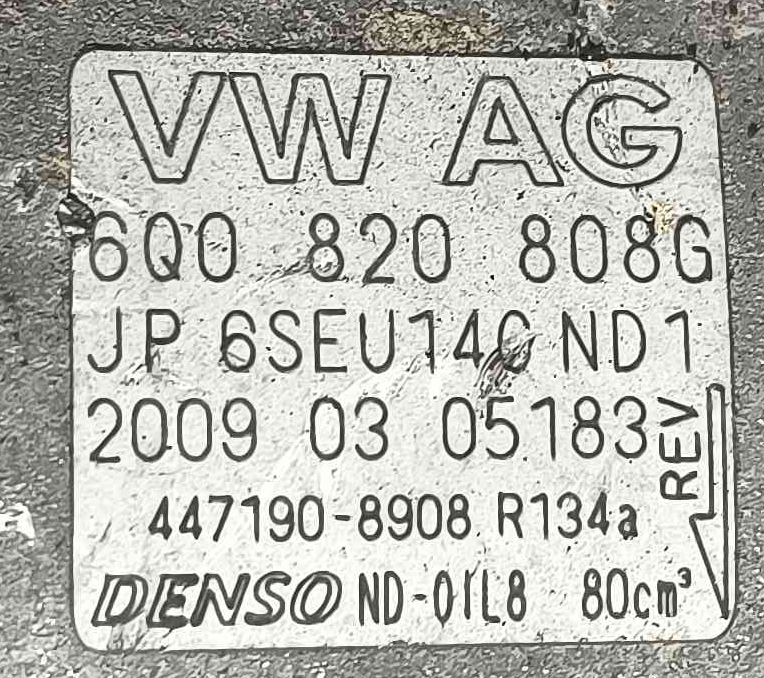 VW AG
6Q0 820 808G
JP 6SEU14C ND1
2009 03 05183
REV
447190-8908 R134a
DENSO ND-OIL8 80cm³